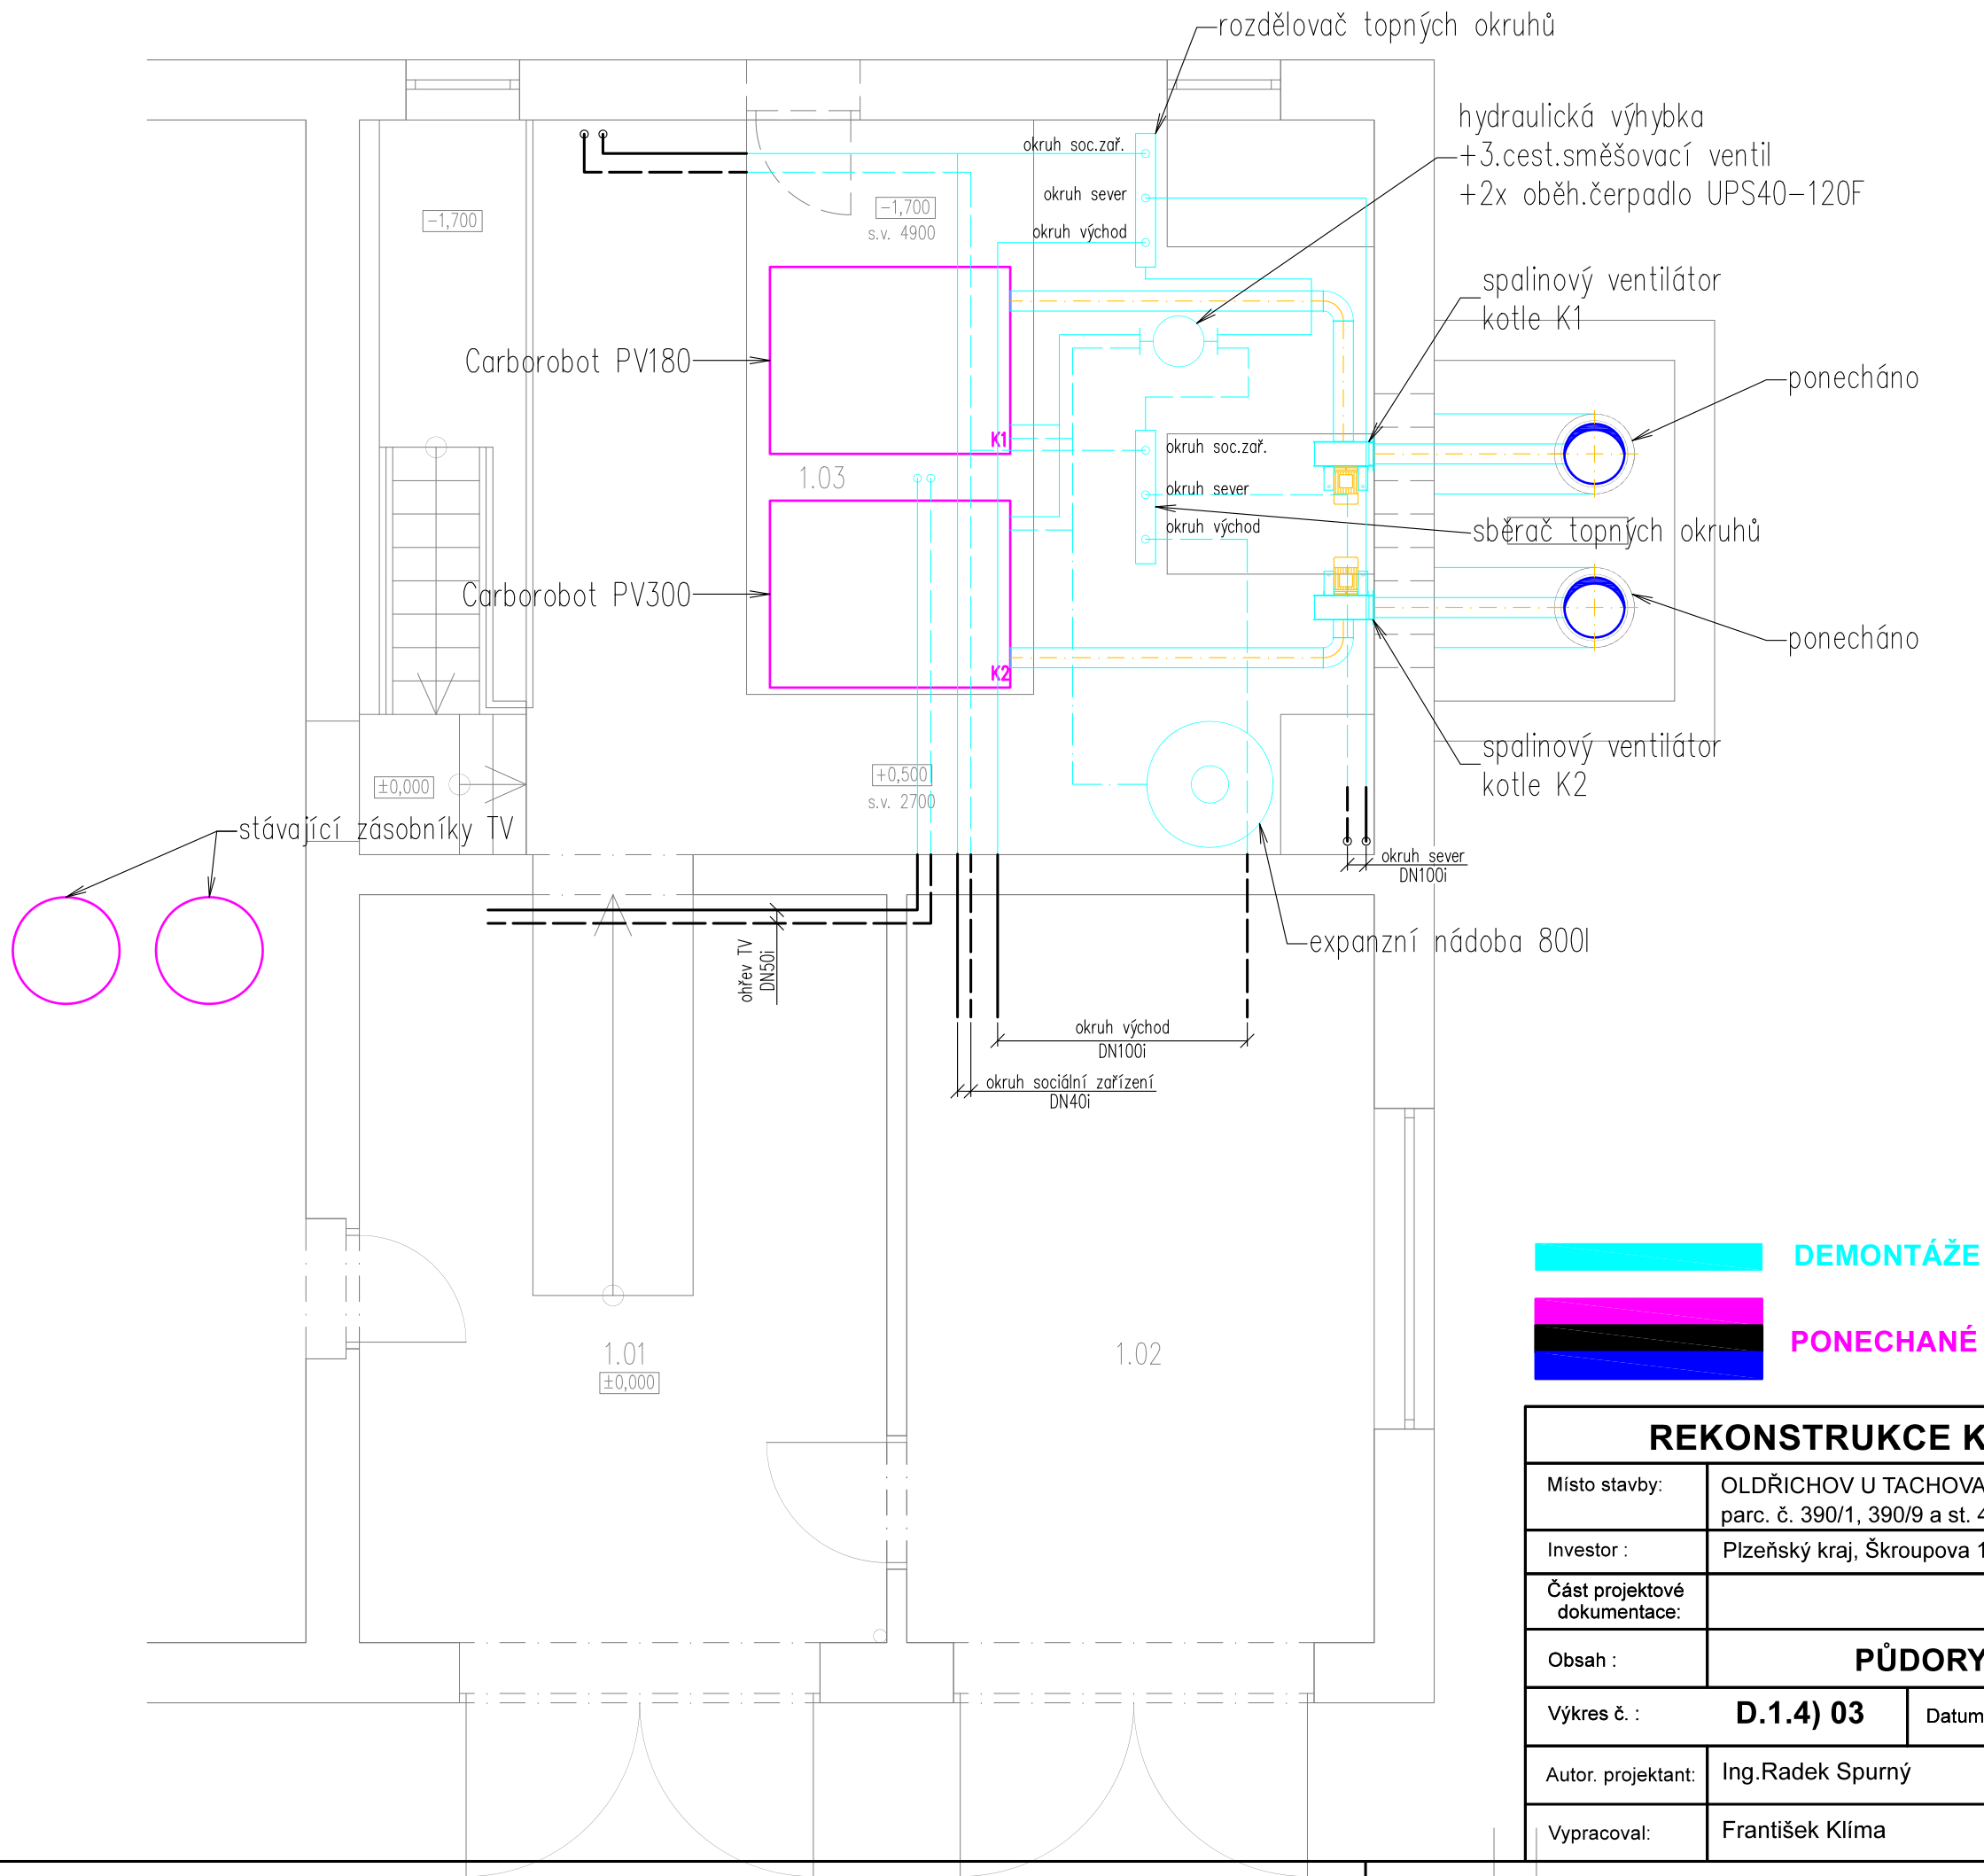 rozdělovač topných okruhů
hydraulická výhybka
+3.cest.směšovací ventil
+2x oběh.čerpadlo UPS40-120F
okruh soc.zař.
okruh sever
okruh východ
-1,700
-1,700
s.v. 4900
spalinový ventilátor
kotle K1
Carborobot PV180
ponecháno
K1
1.03
okruh soc.zař.
okruh sever
okruh východ
sběrač topných okruhů
Carborobot PV300
K2
ponecháno
spalinový ventilátor
kotle K2
±0,000
+0,500
s.v. 2700
stávající zásobníky TV
okruh sever
DN100i
ohřev TV
DN50i
expanzní nádoba 800l
okruh východ
DN100i
okruh sociální zařízení
DN40i
1.01
±0,000
1.02
DEMONTÁŽE
PONECHANÉ
REKONSTRUKCE K
Místo stavby:
OLDŘICHOV U TACHOVA
parc. č. 390/1, 390/9 a st. 4
Investor :
Plzeňský kraj, Škroupova 1
Část projektové
dokumentace:
Obsah :
PŮDORY
Výkres č. :
D.1.4) 03
Datum
Autor. projektant:
Ing.Radek Spurný
Vypracoval:
František Klíma